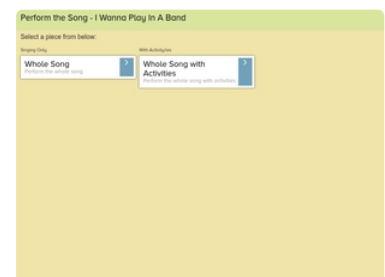 Perform the Song - I Wanna Play In A Band
Select a piece from below:
Singing Only
With Activityies
Whole Song
Perform the whole song
Whole Song with
Activities
Perform the whole song with activities